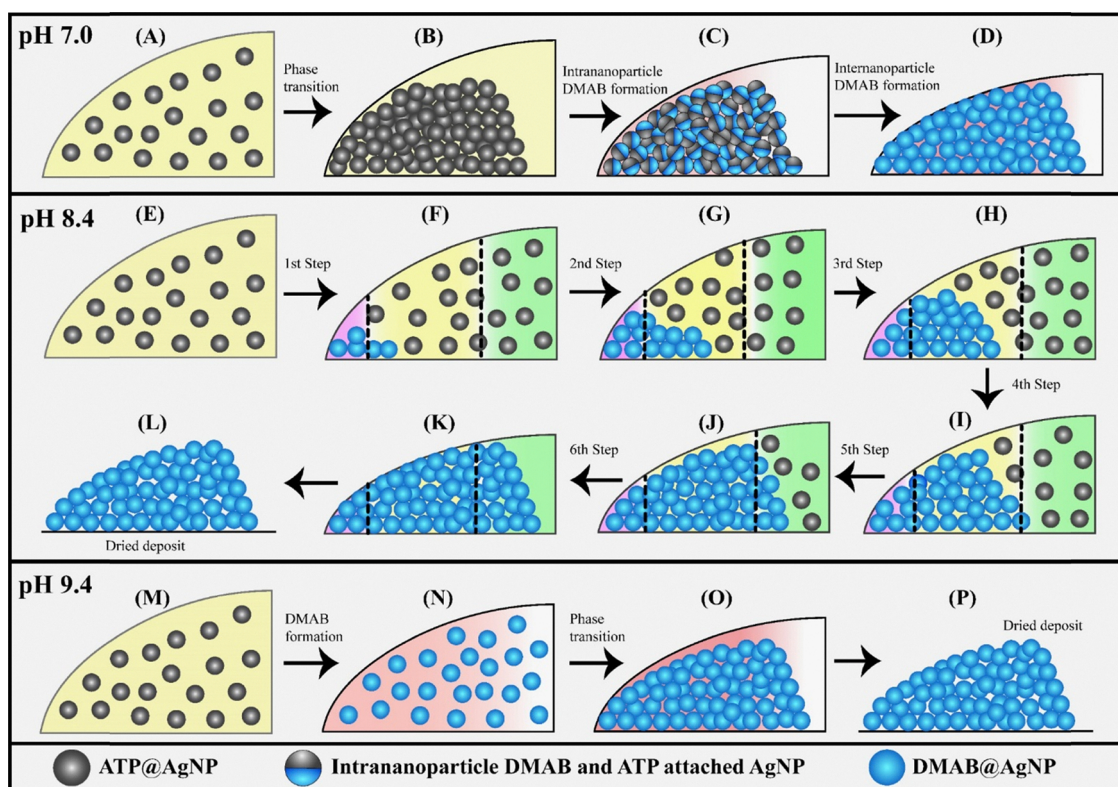 pH 7.0
(A)
Phase
transition
(B)
Intrananoparticle
DMAB formation
(C)
Internanoparticle
DMAB formation
(D)
pH 8.4
(E)
1st Step
(F)
2nd Step
(G)
3rd Step
(H)
4th Step
(L)
Dried deposit
(K)
6th Step
(J)
5th Step
(I)
pH 9.4
(M)
DMAB
formation
(N)
Phase
transition
(O)
(P)
Dried deposit
ATP@AgNP
Intrananoparticle DMAB and ATP attached AgNP
DMAB@AgNP